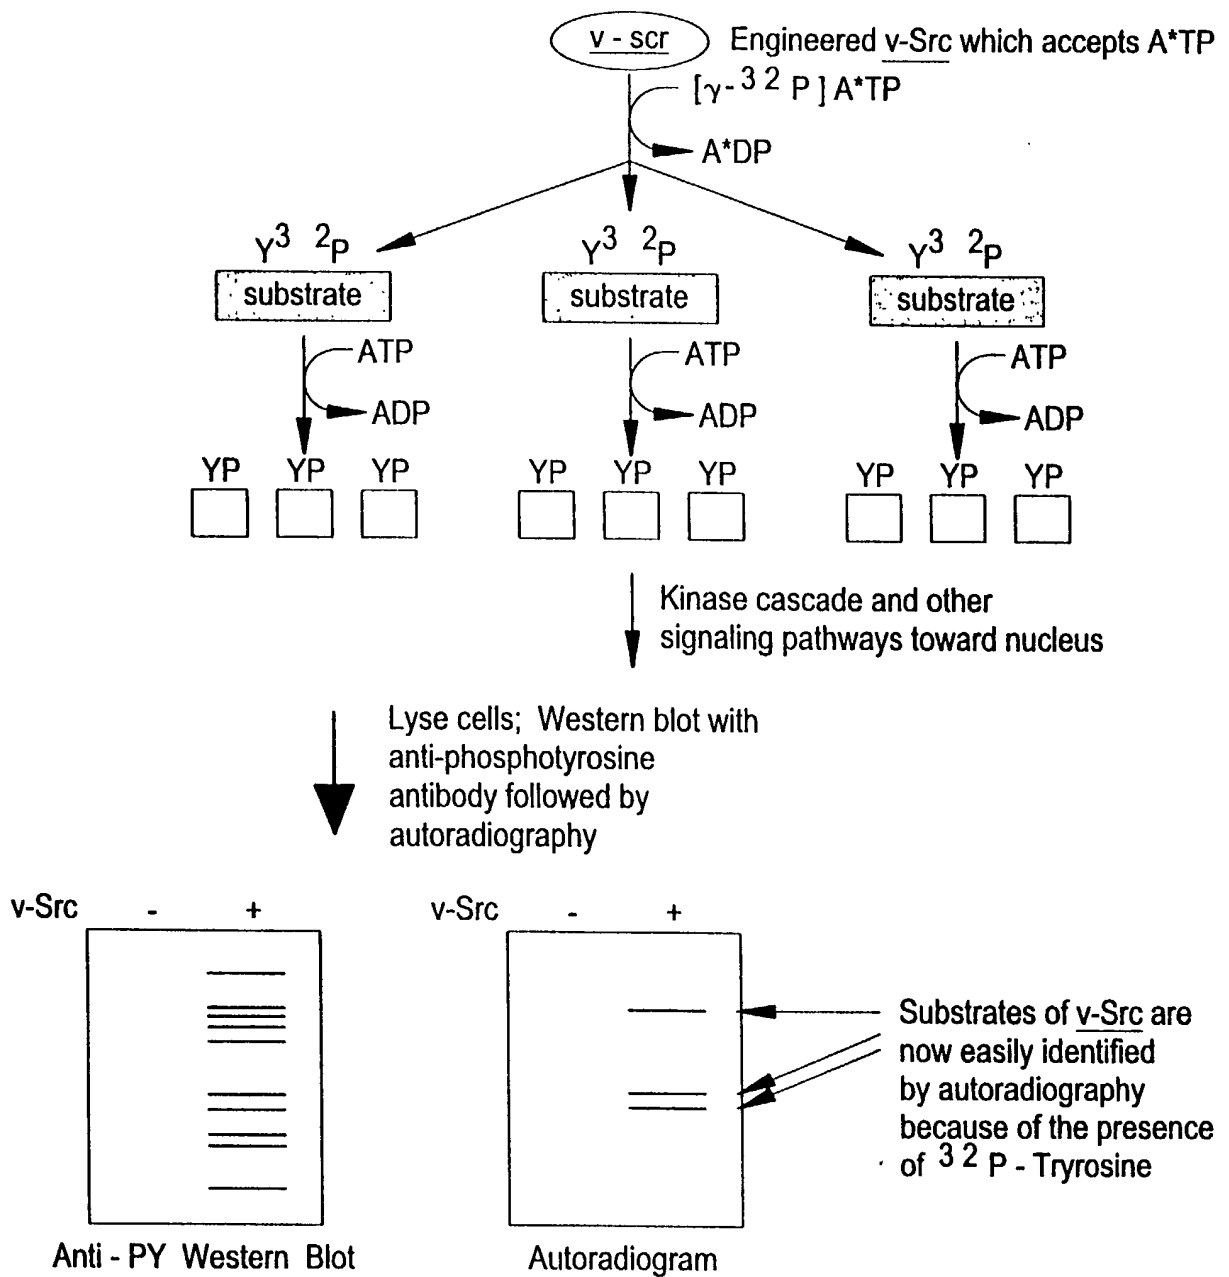 v - scr
Engineered v-Src which accepts A*TP
[γ-32 P ] A*TP
A*DP
Y3 2P
Y3 2P
Y3 2P
substrate
substrate
substrate
ATP
ATP
ATP
ADP
ADP
ADP
YP YP YP
YP YP YP
YP YP YP
Kinase cascade and other
signaling pathways toward nucleus
Lyse cells; Western blot with
anti-phosphotyrosine
antibody followed by
autoradiography
v-Src - +
v-Src - +
Substrates of v-Src are
now easily identified
by autoradiography
because of the presence
of 32 P - Tryrosine
Anti - PY Western Blot
Autoradiogram